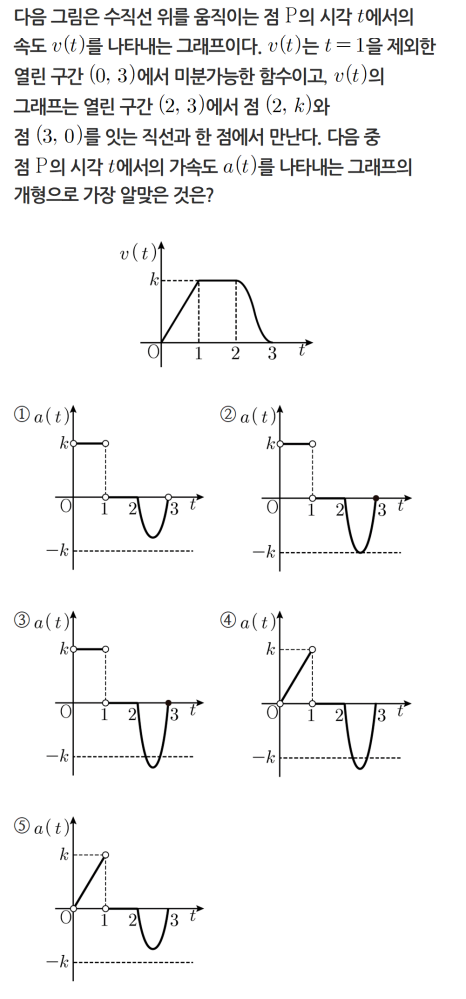 다음 그림은 수직선 위를 움직이는 점 P의 시각 t에서의
속도 v(t)를 나타내는 그래프이다. v(t)는 t = 1을 제외한
열린 구간 (0, 3)에서 미분가능한 함수이고, v(t)의
그래프는 열린 구간 (2, 3)에서 점 (2, k)와
점 (3, 0)를 잇는 직선과 한 점에서 만난다. 다음 중
점 P의 시각 t에서의 가속도 a(t)를 나타내는 그래프의
개형으로 가장 알맞은 것은?
v(t)
k
O 1 2 3 t
① a(t)
k
O 1 2 3 t
−k
② a(t)
k
O 1 2 3 t
−k
③ a(t)
k
O 1 2 3 t
−k
④ a(t)
k
O 1 2 3 t
−k
⑤ a(t)
k
O 1 2 3 t
−k